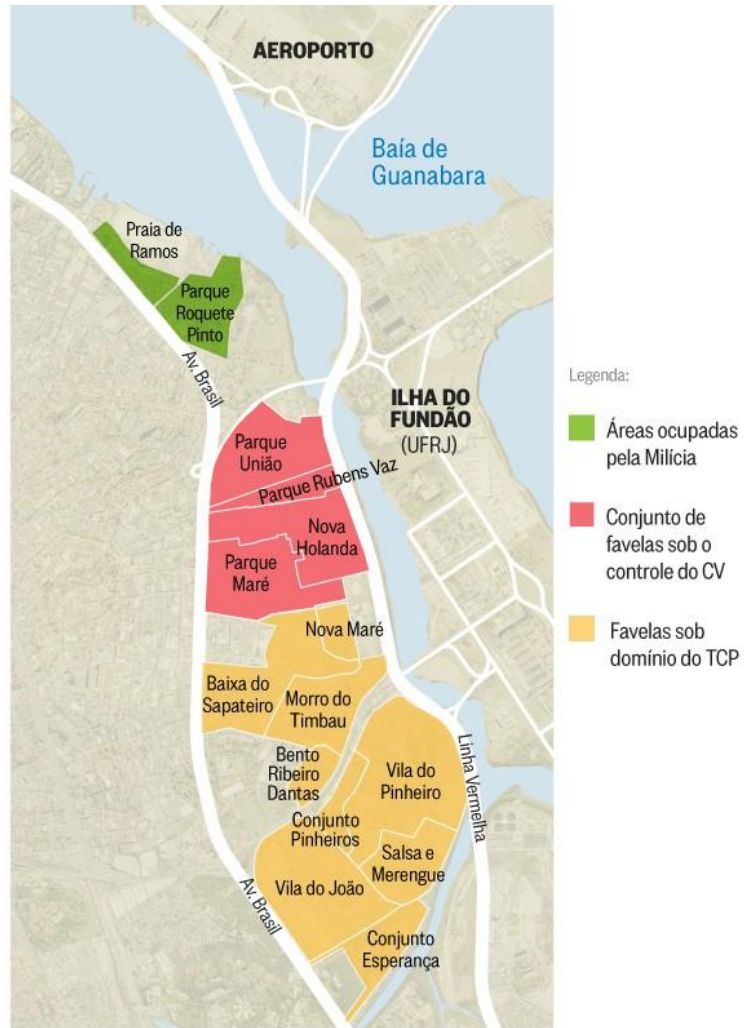 AEROPORTO
Baía de
Guanabara
Praia de
Ramos
Parque
Roquete
Pinto
Av. Brasil
ILHA DO
FUNDÃO
(UFRJ)
Parque
União
Parque Rubens Vaz
Nova
Holanda
Parque
Maré
Nova Maré
Baixa do
Sapateiro
Morro do
Timbau
Bento
Ribeiro
Dantas
Vila do
Pinheiro
Linha Vermelha
Conjunto
Pinheiros
Salsa e
Merengue
Vila do João
Av. Brasil
Conjunto
Esperança
Legenda:
Áreas ocupadas
pela Milícia
Conjunto de
favelas sob o
controle do CV
Favelas sob
domínio do TCP